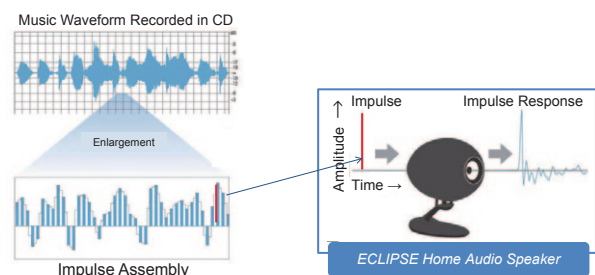 Music Waveform Recorded in CD
Enlargement
Impulse Assembly
Impulse
Impulse Response
Amplitude →
Time →
ECLIPSE Home Audio Speaker